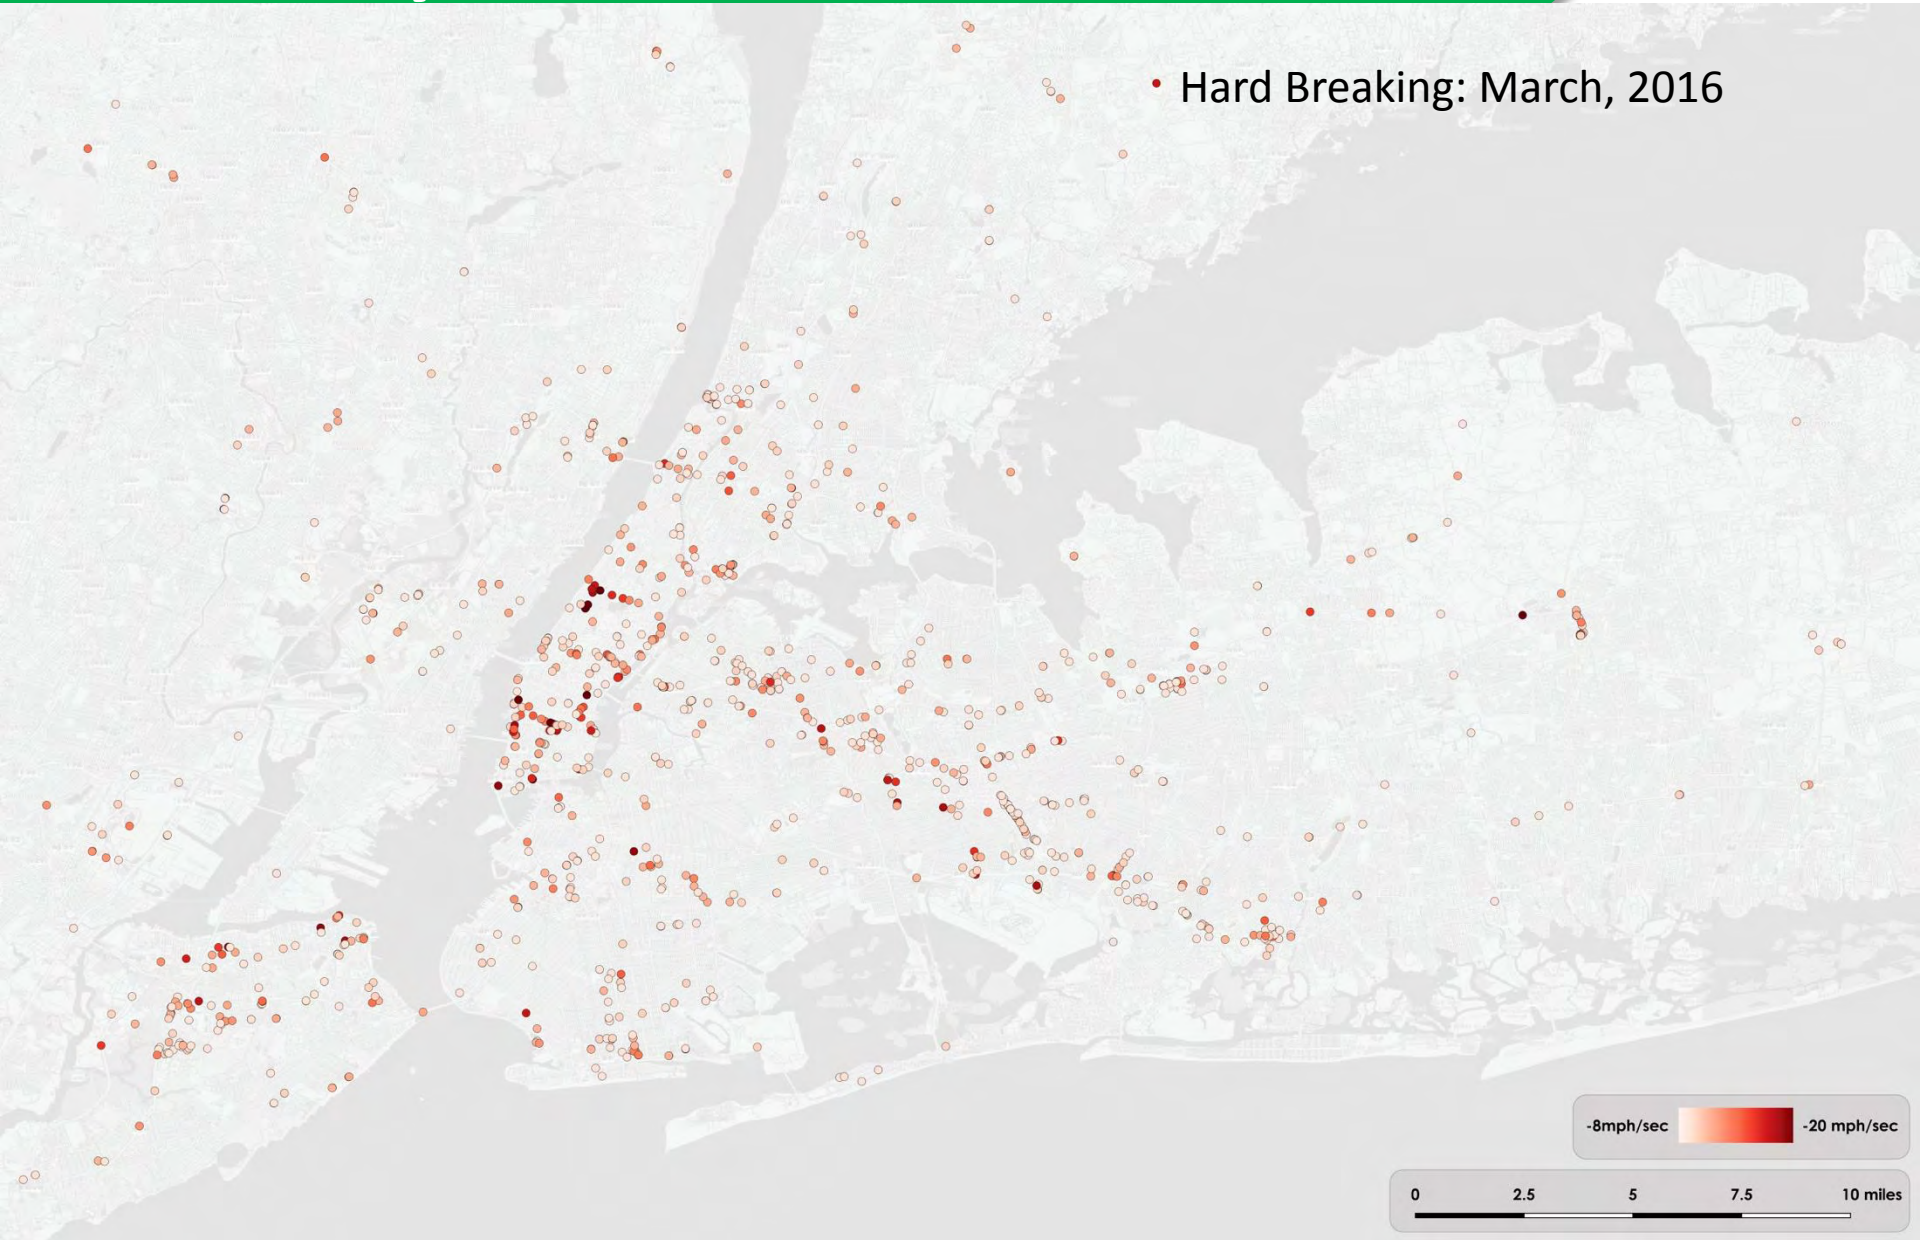 • Hard Breaking: March, 2016
-8mph/sec -20 mph/sec
0 2.5 5 7.5 10 miles